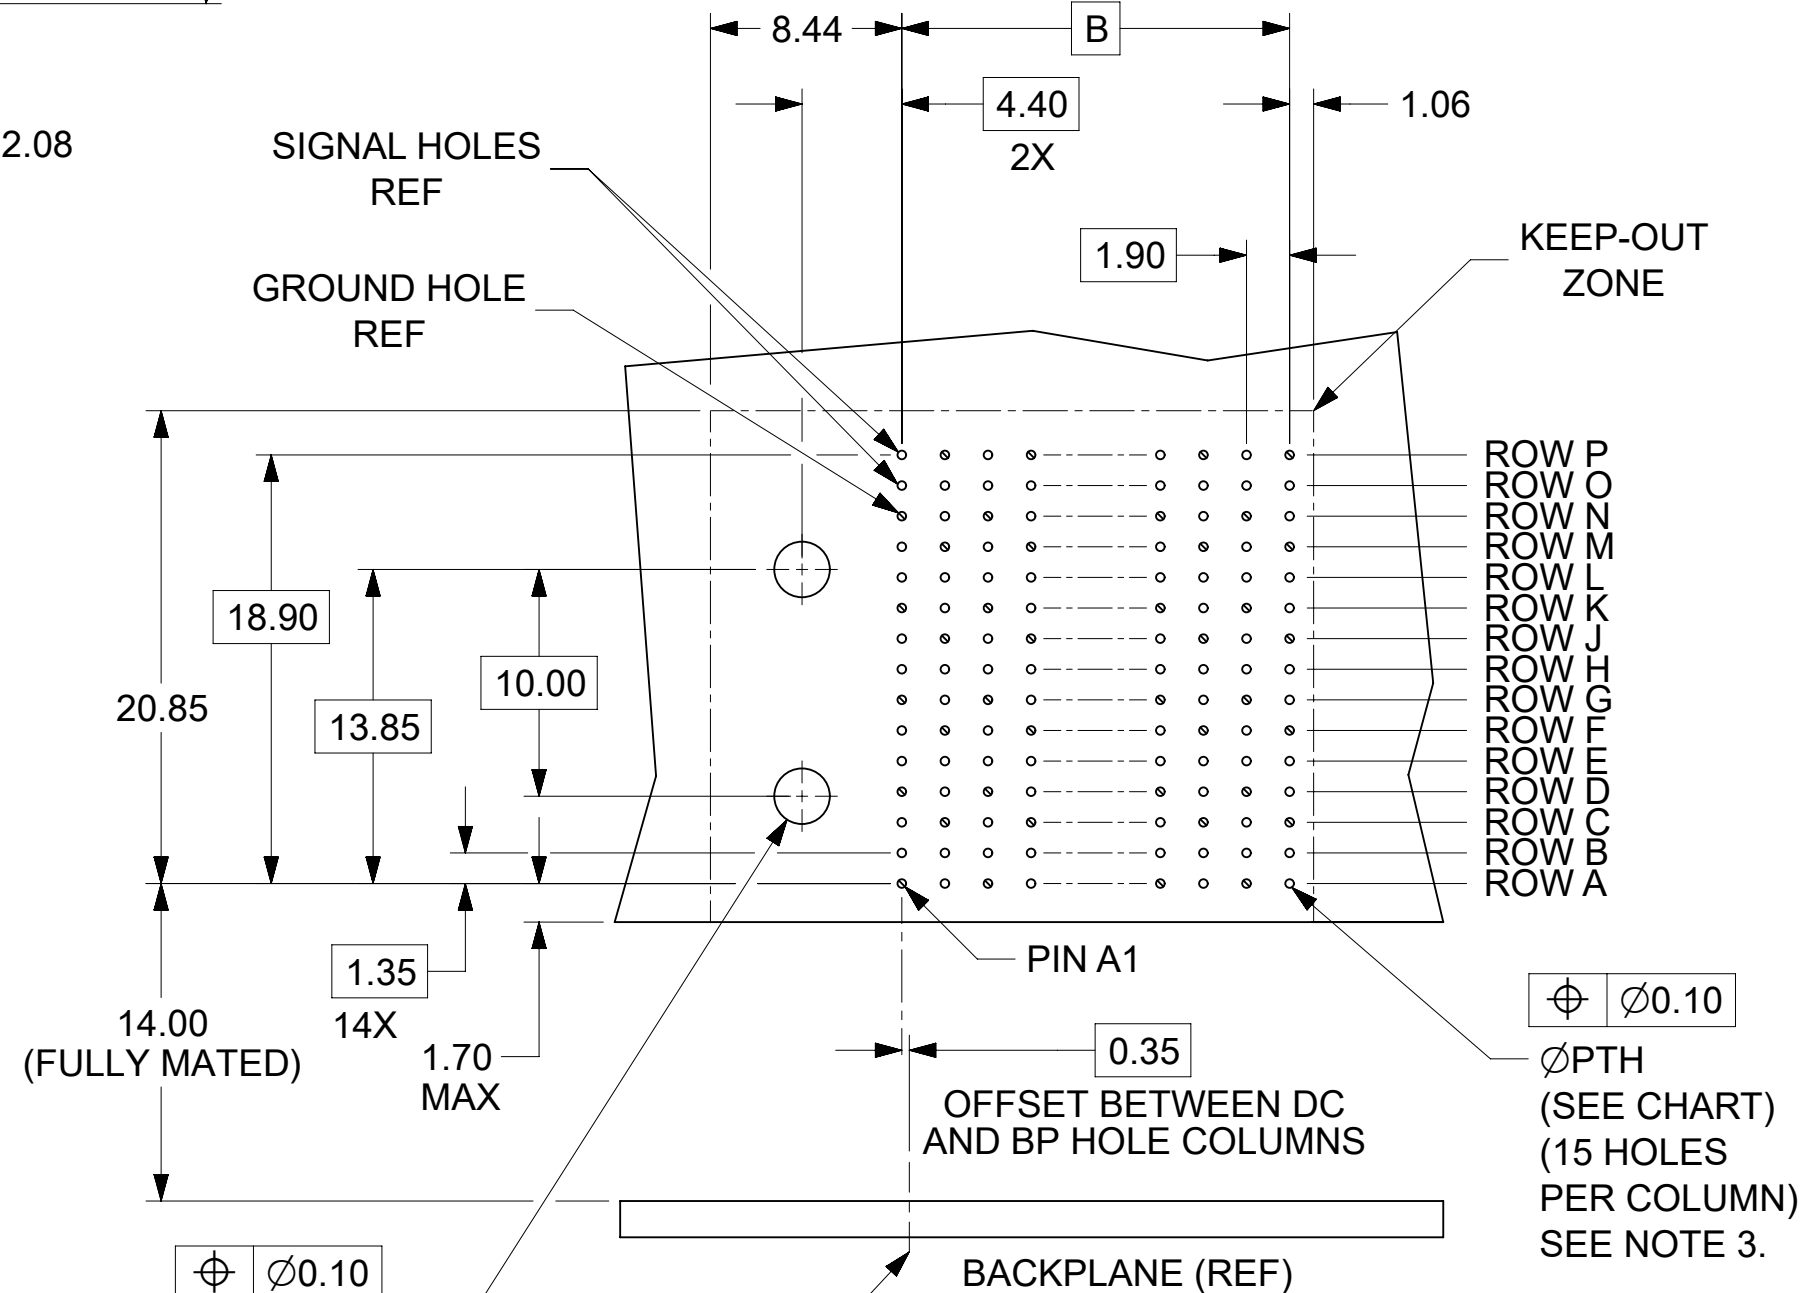 8.44
B
4.40
2X
1.06
2.08
SIGNAL HOLES
REF
1.90
KEEP-OUT
ZONE
GROUND HOLE
REF
ROW P
ROW O
ROW N
ROW M
ROW L
ROW K
ROW J
ROW H
ROW G
ROW F
ROW E
ROW D
ROW C
ROW B
ROW A
18.90
20.85
13.85
10.00
1.35
14X
PIN A1
14.00
(FULLY MATED)
1.70
MAX
0.35
OFFSET BETWEEN DC
AND BP HOLE COLUMNS
⌖ ∅0.10
∅PTH
(SEE CHART)
(15 HOLES
PER COLUMN)
SEE NOTE 3.
⌖ ∅0.10
BACKPLANE (REF)